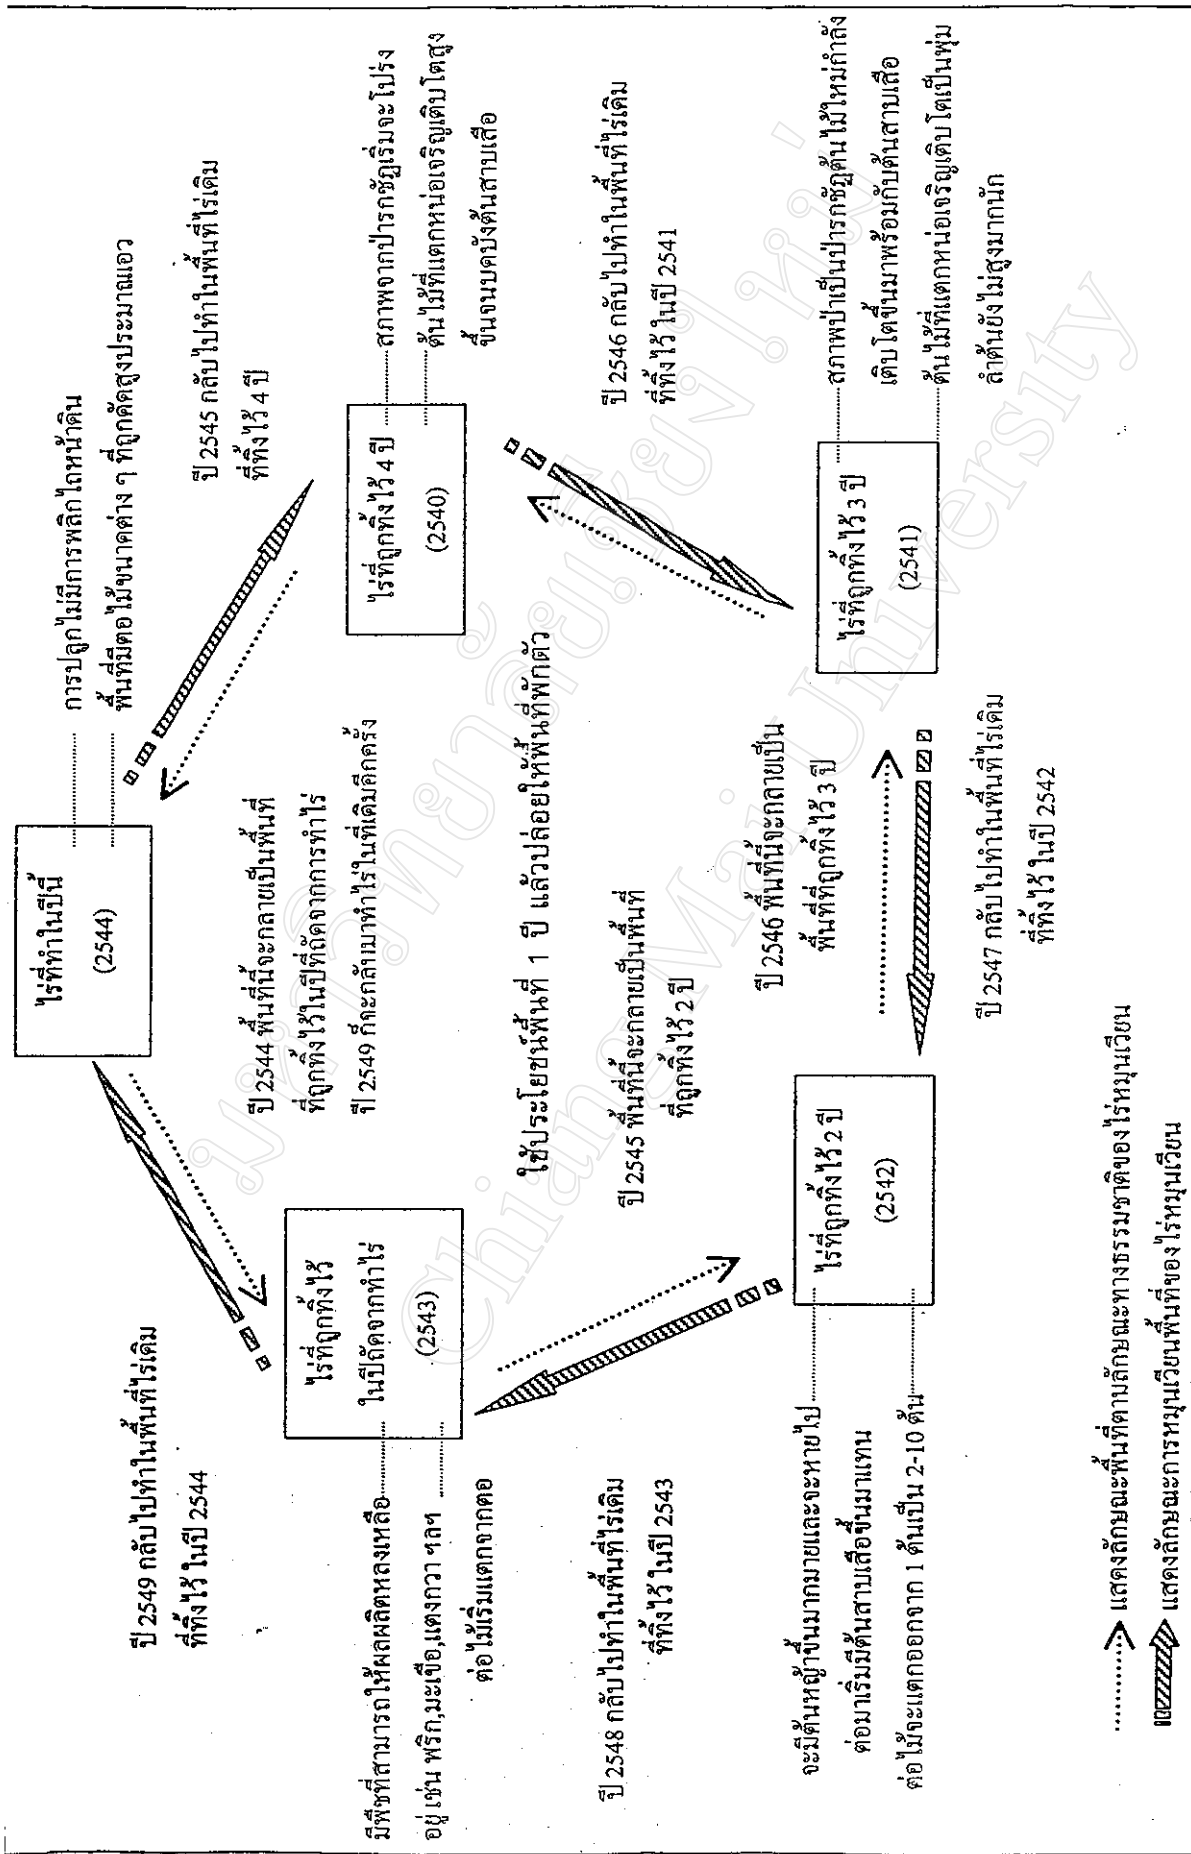 ไร่ที่ทำในปีนี้
(2544)
การปลูกไม่มีการพลิกไถหน้าดิน
พื้นที่มีตอไม้ขนาดต่าง ๆ ที่ถูกตัดสูงประมาณเอว
ปี 2549 กลับไปทำในพื้นที่ไร่เดิม
ที่ทิ้งไว้ ในปี 2544
ปี 2545 กลับไปทำในพื้นที่ไร่เดิม
ที่ทิ้งไว้ 4 ปี
ปี 2544 พื้นที่นี้จะกลายเป็นพื้นที่
ที่ถูกทิ้งไว้ในปีที่ถัดจากการทำไร่
ปี 2549 ก็จะกลับมาทำไร่ในที่เดิมอีกครั้ง
ไร่ที่ถูกทิ้งไว้
ในปีถัดจากทำไร่
(2543)
มีพืชที่สามารถให้ผลผลิตหลงเหลือ
อยู่ เช่น พริก,มะเขือ,แตงกวา ฯลฯ
ต่อไม้เริ่มแตกจากตอ
ไร่ที่ถูกทิ้งไว้ 4 ปี
(2540)
สภาพจากป่ารกชัฏเริ่มจะโปร่ง
ต้นไม้ที่แตกหน่อเจริญเติบโตสูง
ขึ้นจนบดบังต้นสาบเสือ
ใช้ประโยชน์พื้นที่ 1 ปี แล้วปล่อยให้พื้นที่พักตัว
ปี 2548 กลับไปทำในพื้นที่ไร่เดิม
ที่ทิ้งไว้ ในปี 2543
ปี 2545 พื้นที่นี้จะกลายเป็นพื้นที่
ที่ถูกทิ้งไว้ 2 ปี
ปี 2546 กลับไปทำในพื้นที่ไร่เดิม
ที่ทิ้งไว้ ในปี 2541
ปี 2546 พื้นที่นี้จะกลายเป็น
พื้นที่ที่ถูกทิ้งไว้ 3 ปี
ไร่ที่ถูกทิ้งไว้ 2 ปี
(2542)
จะมีต้นหญ้าขึ้นมากมายและจะหายไป
ต่อมาเริ่มมีต้นสาบเสือขึ้นมาแทน
ต่อไม้จะแตกออกจาก 1 ต้นเป็น 2-10 ต้น
ไร่ที่ถูกทิ้งไว้ 3 ปี
(2541)
สภาพป่าเป็นป่ารกชัฏต้นไม้ใหม่กำลัง
เติบโตขึ้นมาพร้อมกับต้นสาบเสือ
ต้นไม้ที่แตกหน่อเจริญเติบโตเป็นพุ่ม
ลำต้นยังไม่สูงมากนัก
ปี 2547 กลับไปทำในพื้นที่ไร่เดิม
ที่ทิ้งไว้ ในปี 2542
แสดงลักษณะพื้นที่ตามลักษณะทางธรรมชาติของไร่หมุนเวียน
แสดงลักษณะการหมุนเวียนพื้นที่ของไร่หมุนเวียน
มหาวิทยาลัยเชียงใหม่
Chiang Mai University